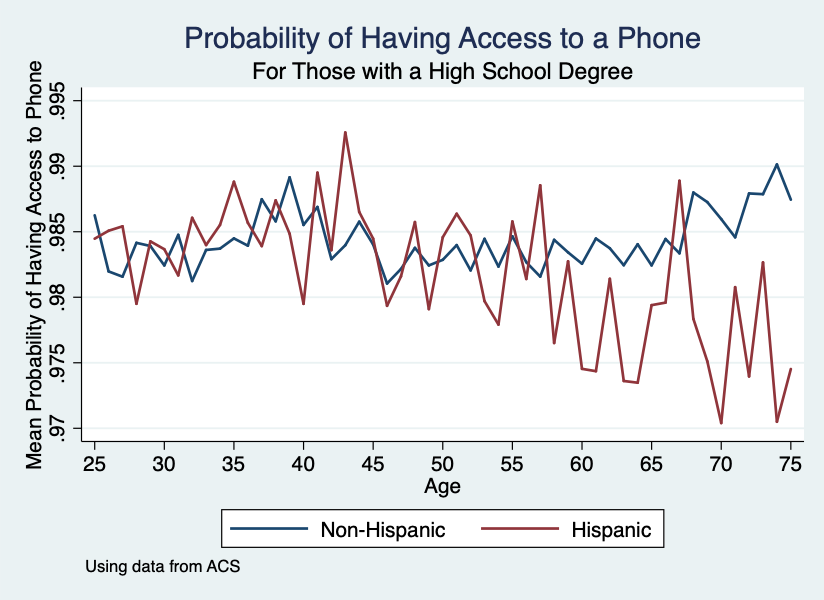 Probability of Having Access to a Phone
For Those with a High School Degree
Mean Probability of Having Access to Phone
.995
.99
.985
.98
.975
.97
25 30 35 40 45 50 55 60 65 70 75
Age
Non-Hispanic Hispanic
Using data from ACS